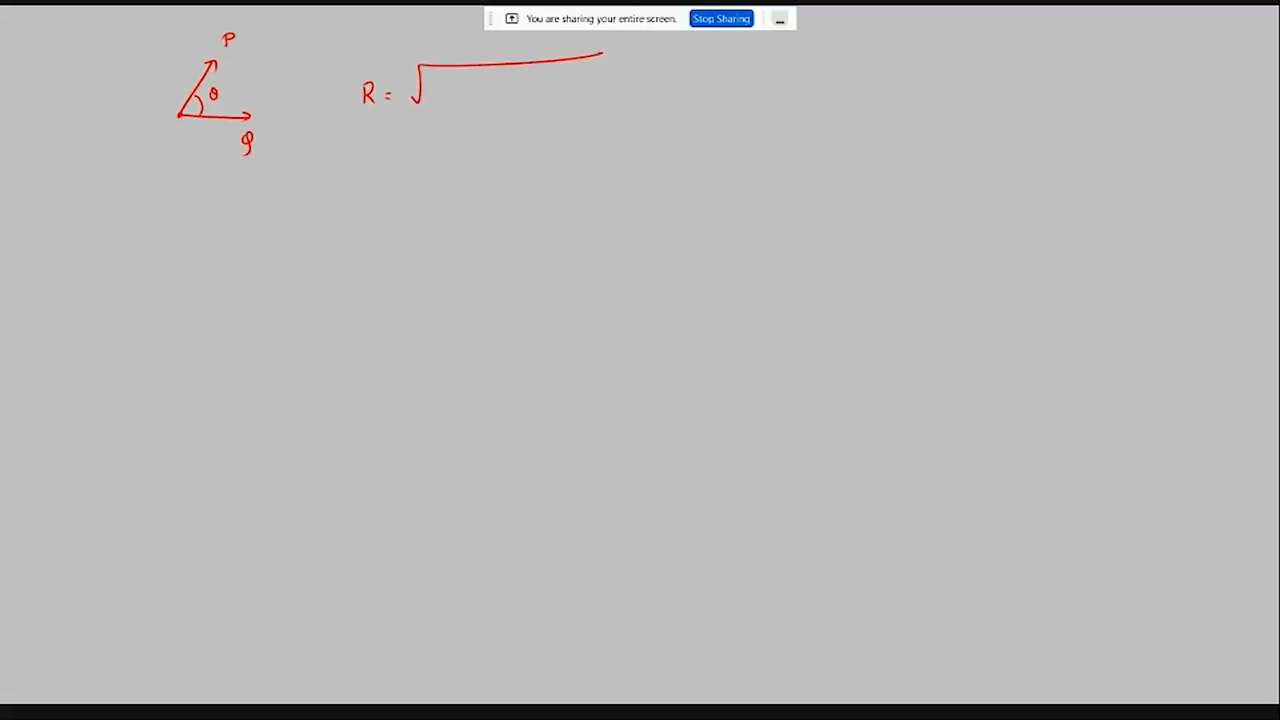 You are sharing your entire screen. Stop Sharing
P
θ
R = √
Q